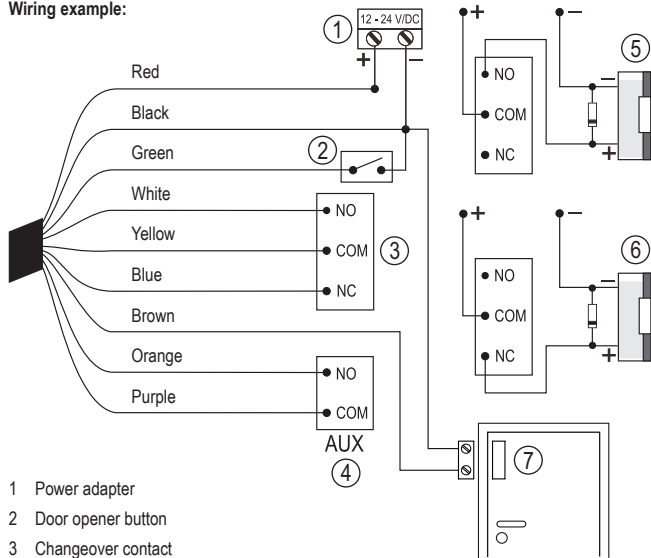 Wiring example:
12 - 24 V/DC
1
+ −
Red
Black
Green
2
White
Yellow
Blue
NO
COM
NC
3
Brown
Orange
Purple
NO
COM
AUX
4
+ −
NO
COM
NC
− +
5
+ −
NO
COM
NC
− +
6
7
1 Power adapter
2 Door opener button
3 Changeover contact